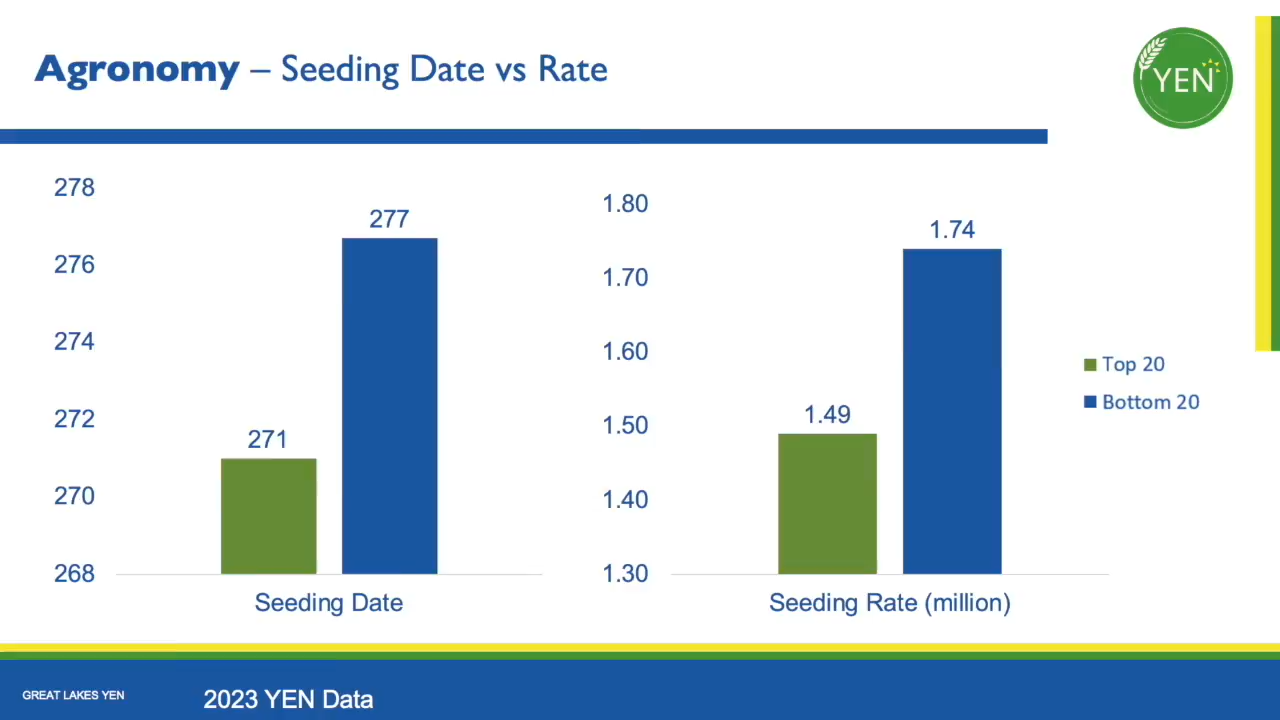 Agronomy – Seeding Date vs Rate
YEN
278
276
274
272
270
268
277
271
Seeding Date
1.80
1.70
1.60
1.50
1.40
1.30
1.74
1.49
Seeding Rate (million)
Top 20
Bottom 20
GREAT LAKES YEN
2023 YEN Data